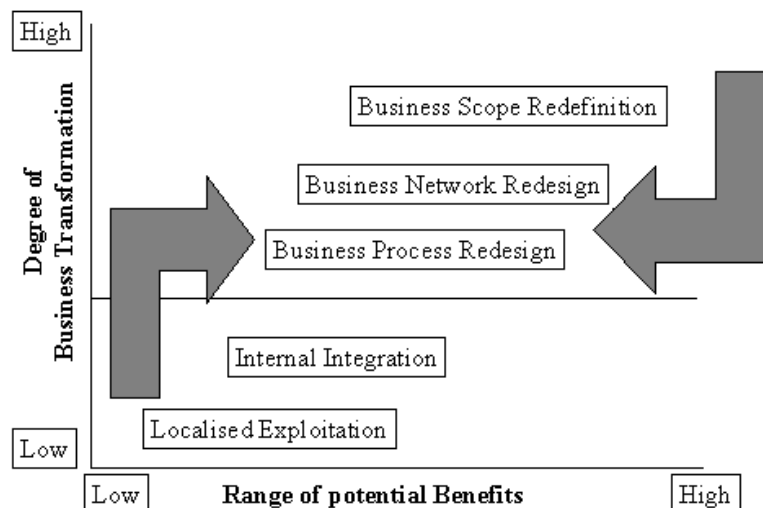 High
Business Scope Redefinition
Business Network Redesign
Business Process Redesign
Degree of
Business Transformation
Internal Integration
Localised Exploitation
Low
Low
Range of potential Benefits
High